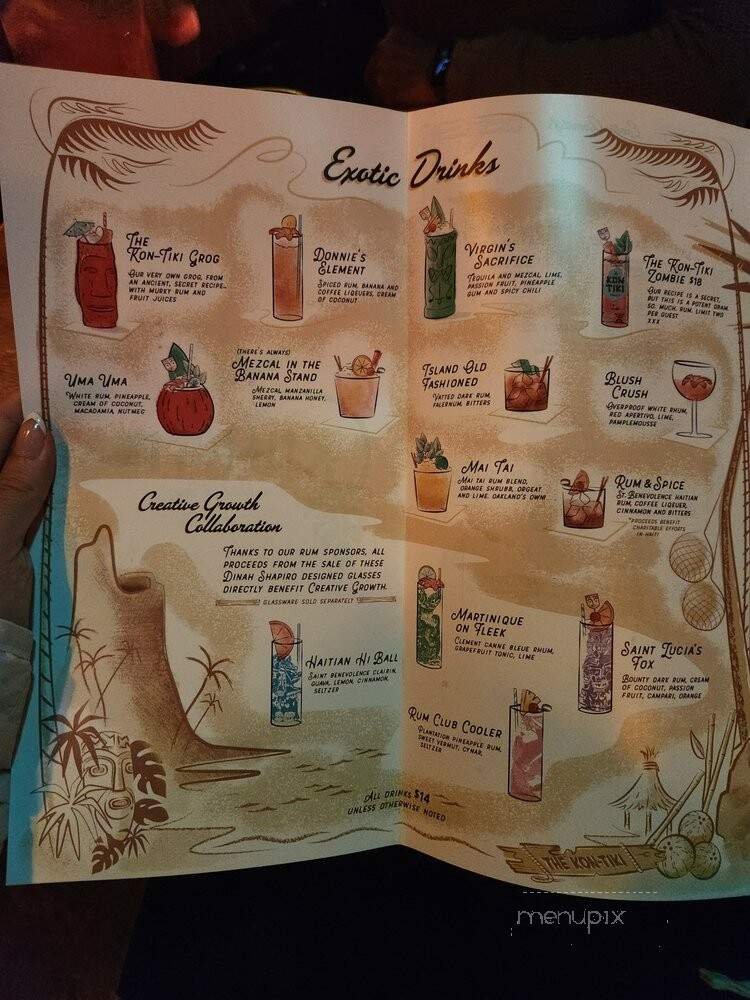 Exotic Drinks
The
Kon-Tiki Grog
Our very own grog, from
an ancient, secret recipe...
with murky rum and
fruit juices
Donnie's
Element
Spiced rum, banana and
coffee liqueurs, cream
of coconut
Virgin's
Sacrifice
Tequila and mezcal, lime,
passion fruit, pineapple
gum and spicy chili
The Kon-Tiki
Zombie $18
Our recipe is a secret,
but this is a potent dram.
So. Much. Rum. Limit two
per guest
XXX
KON
TIKI
Uma Uma
White rum, pineapple,
cream of coconut,
macadamia, nutmeg
(There's always)
Mezcal in the
Banana Stand
Mezcal, manzanilla
sherry, banana, honey,
lemon
Island Old
Fashioned
Vatted dark rum,
falernum, bitters
Blush
Crush
Overproof white rhum,
red aperitivo, lime,
pamplemousse
Mai Tai
Mai Tai rum blend,
orange shrubb, orgeat
and lime. Oakland's own!
Rum & Spice
St. Benevolence Haitian
rum, coffee liqueur,
cinnamon and bitters
*Proceeds benefit
charitable efforts
in Haiti
Creative Growth
Collaboration
Thanks to our rum sponsors, all
proceeds from the sale of these
Dinah Shapiro designed glasses
directly benefit Creative Growth.
Glassware sold separately
Haitian Hi Ball
Saint Benevolence Clairin,
guava, lemon, cinnamon,
seltzer
Martinique
on Fleek
Clement Canne Bleue rhum,
grapefruit tonic, lime
Saint Lucia's
Fox
Bounty dark rum, cream
of coconut, passion
fruit, Campari, orange
Rum Club Cooler
Plantation pineapple rum,
sweet vermut, Cynar,
seltzer
All drinks $14
unless otherwise noted
THE KON-TIKI
menupix